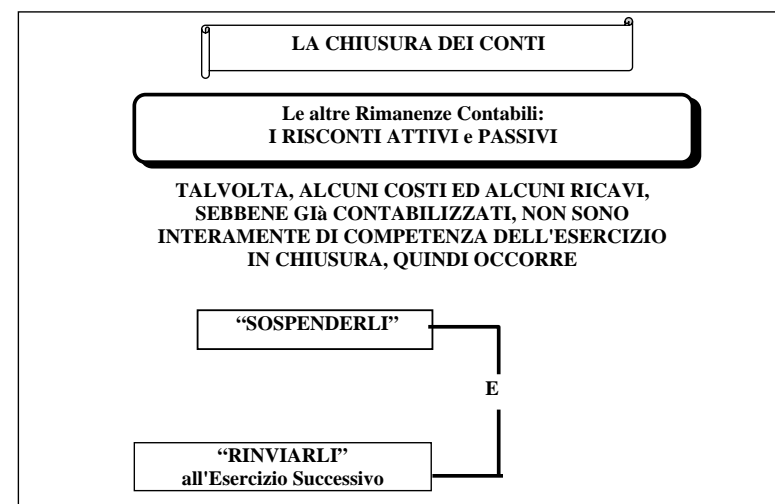 LA CHIUSURA DEI CONTI
Le altre Rimanenze Contabili:
I RISCONTI ATTIVI e PASSIVI
TALVOLTA, ALCUNI COSTI ED ALCUNI RICAVI,
SEBBENE GIà CONTABILIZZATI, NON SONO
INTERAMENTE DI COMPETENZA DELL'ESERCIZIO
IN CHIUSURA, QUINDI OCCORRE
“SOSPENDERLI”
E
“RINVIARLI”
all'Esercizio Successivo